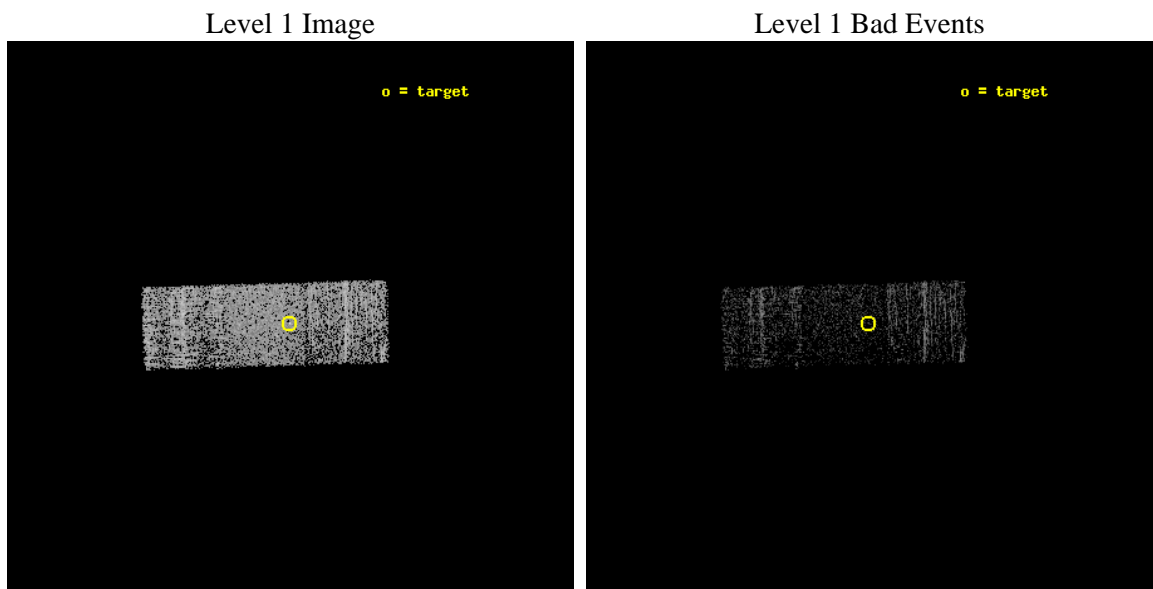 Level 1 Image
Level 1 Bad Events
o = target
o = target